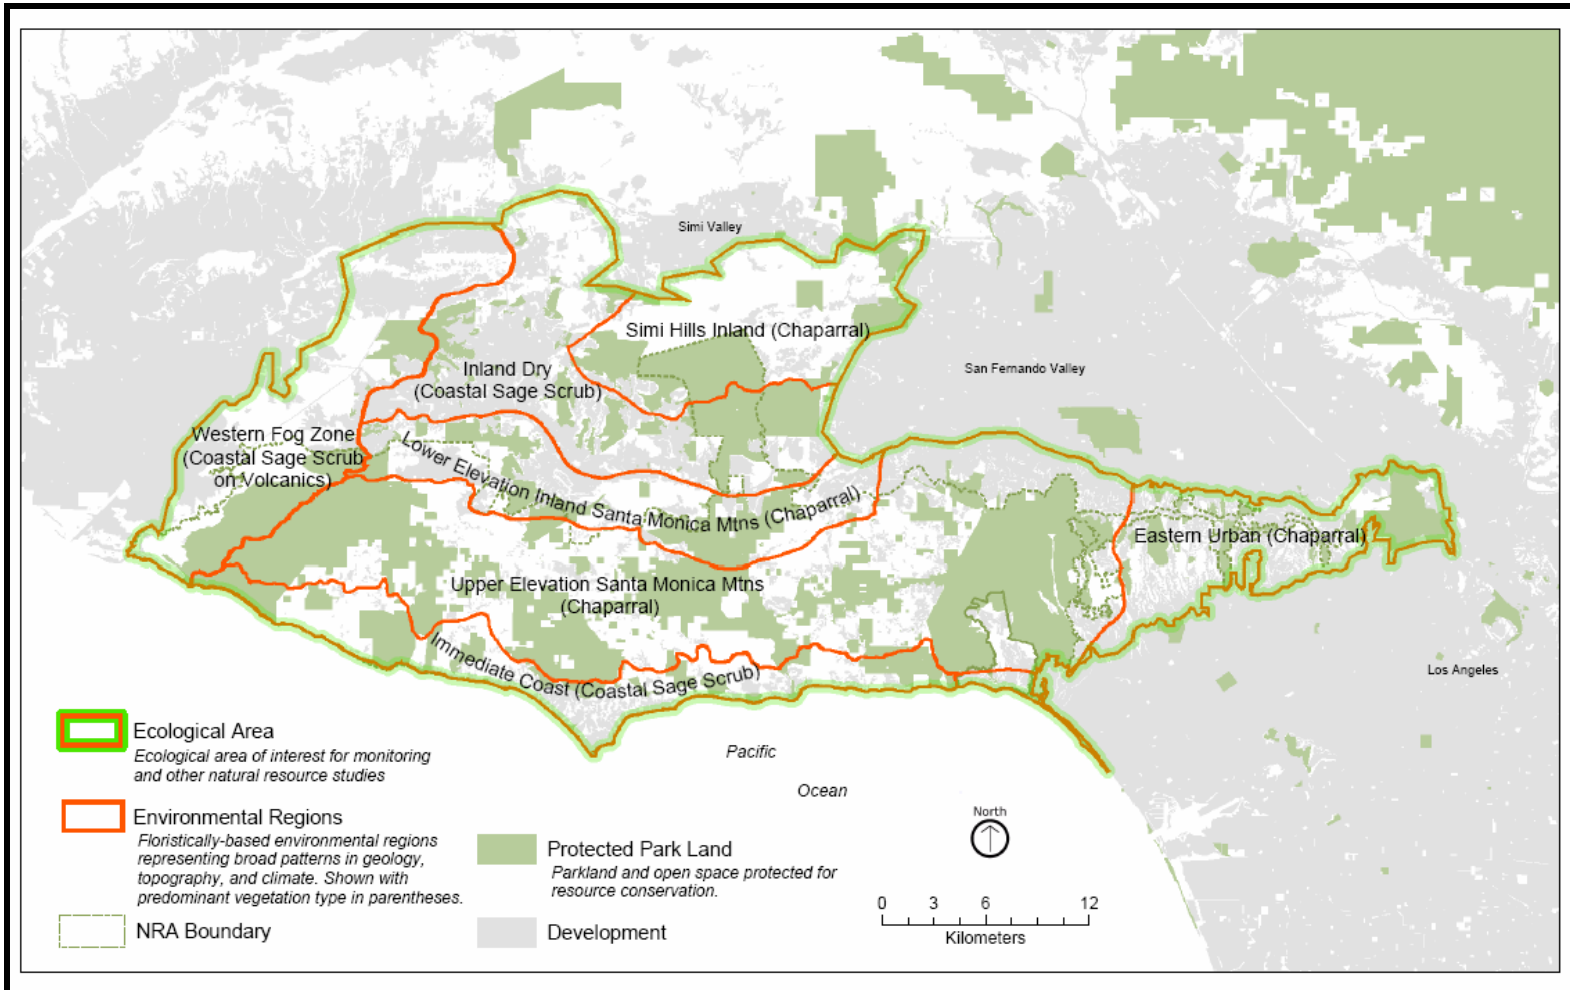 Simi Valley
Simi Hills Inland (Chaparral)
Inland Dry
(Coastal Sage Scrub)
San Fernando Valley
Western Fog Zone
(Coastal Sage Scrub
on Volcanics)
Lower Elevation Inland Santa Monica Mtns (Chaparral)
Eastern Urban (Chaparral)
Upper Elevation Santa Monica Mtns
(Chaparral)
Immediate Coast (Coastal Sage Scrub)
Los Angeles
Pacific
Ocean
Ecological Area
Ecological area of interest for monitoring
and other natural resource studies
Environmental Regions
Floristically-based environmental regions
representing broad patterns in geology,
topography, and climate. Shown with
predominant vegetation type in parentheses.
NRA Boundary
Protected Park Land
Parkland and open space protected for
resource conservation.
Development
North
0 3 6 12
Kilometers